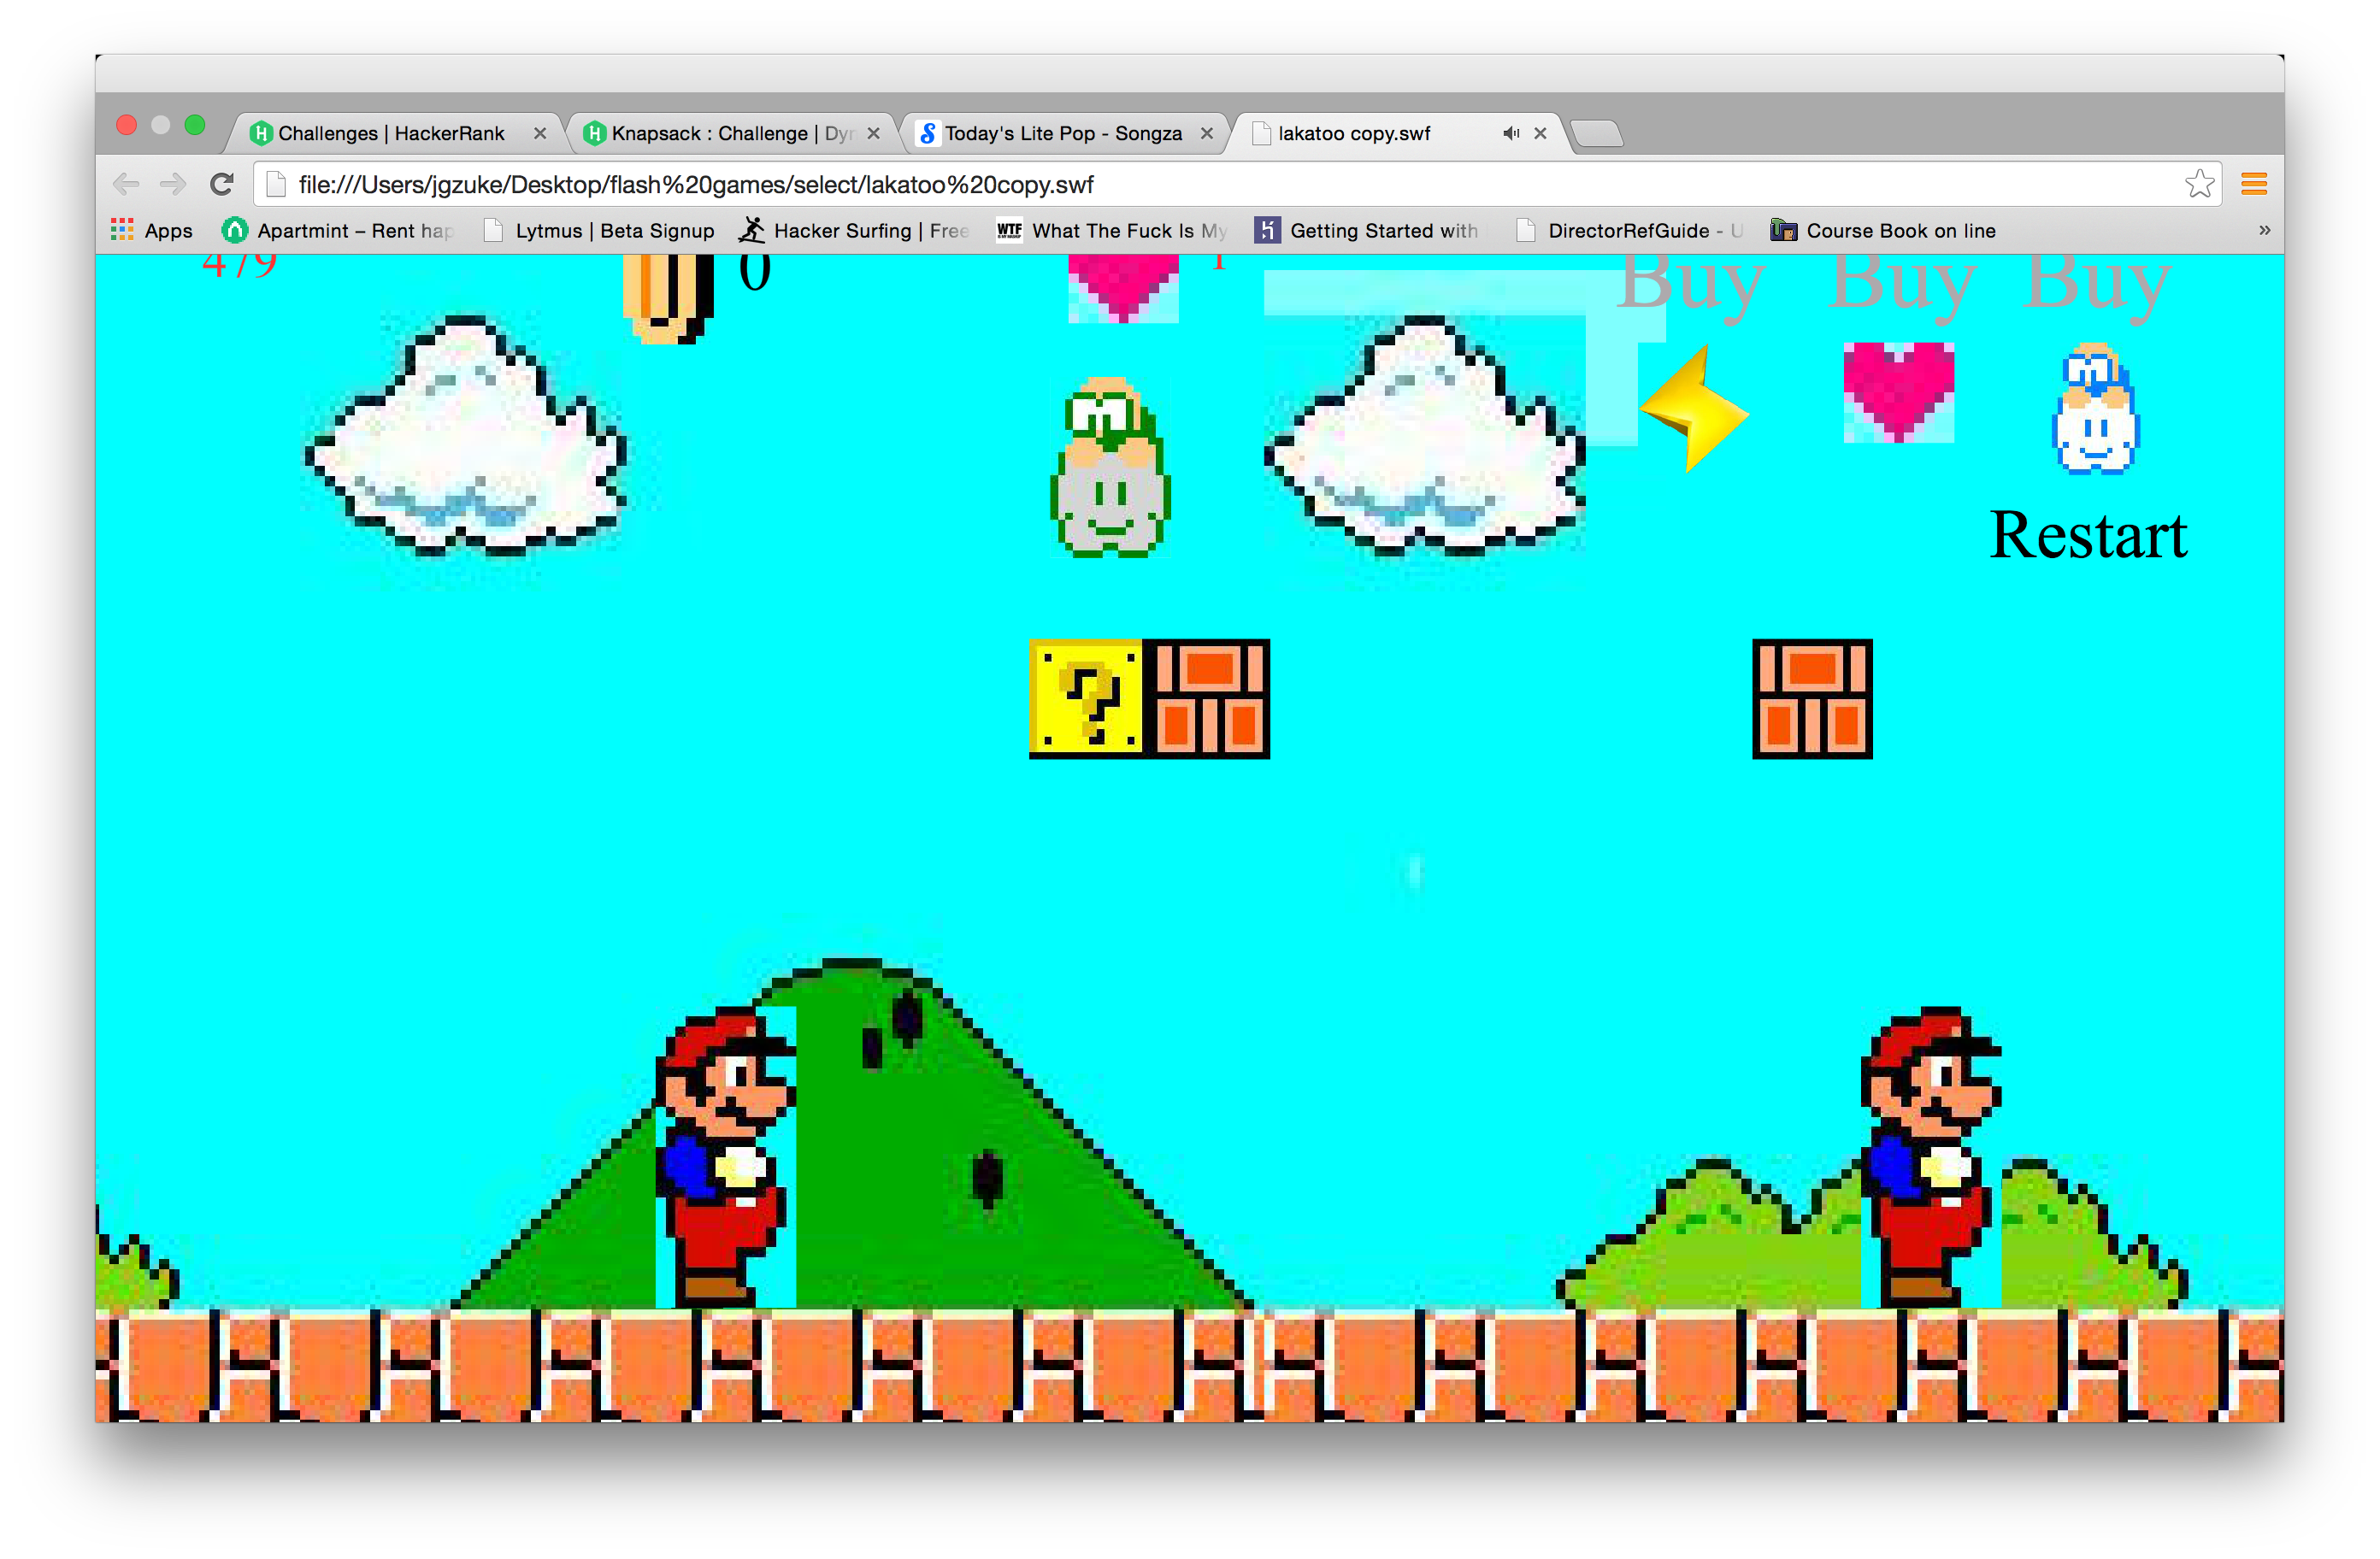 Challenges | HackerRank
Knapsack : Challenge | Dyn
Today's Lite Pop - Songza
lakatoo copy.swf
file:///Users/jgzuke/Desktop/flash%20games/select/lakatoo%20copy.swf
Apps
Apartmint – Rent hap
Lytmus | Beta Signup
Hacker Surfing | Free
WTF
What The Fuck Is My
Getting Started with
DirectorRefGuide - U
Course Book on line
»
0
Buy Buy Buy
?
Restart